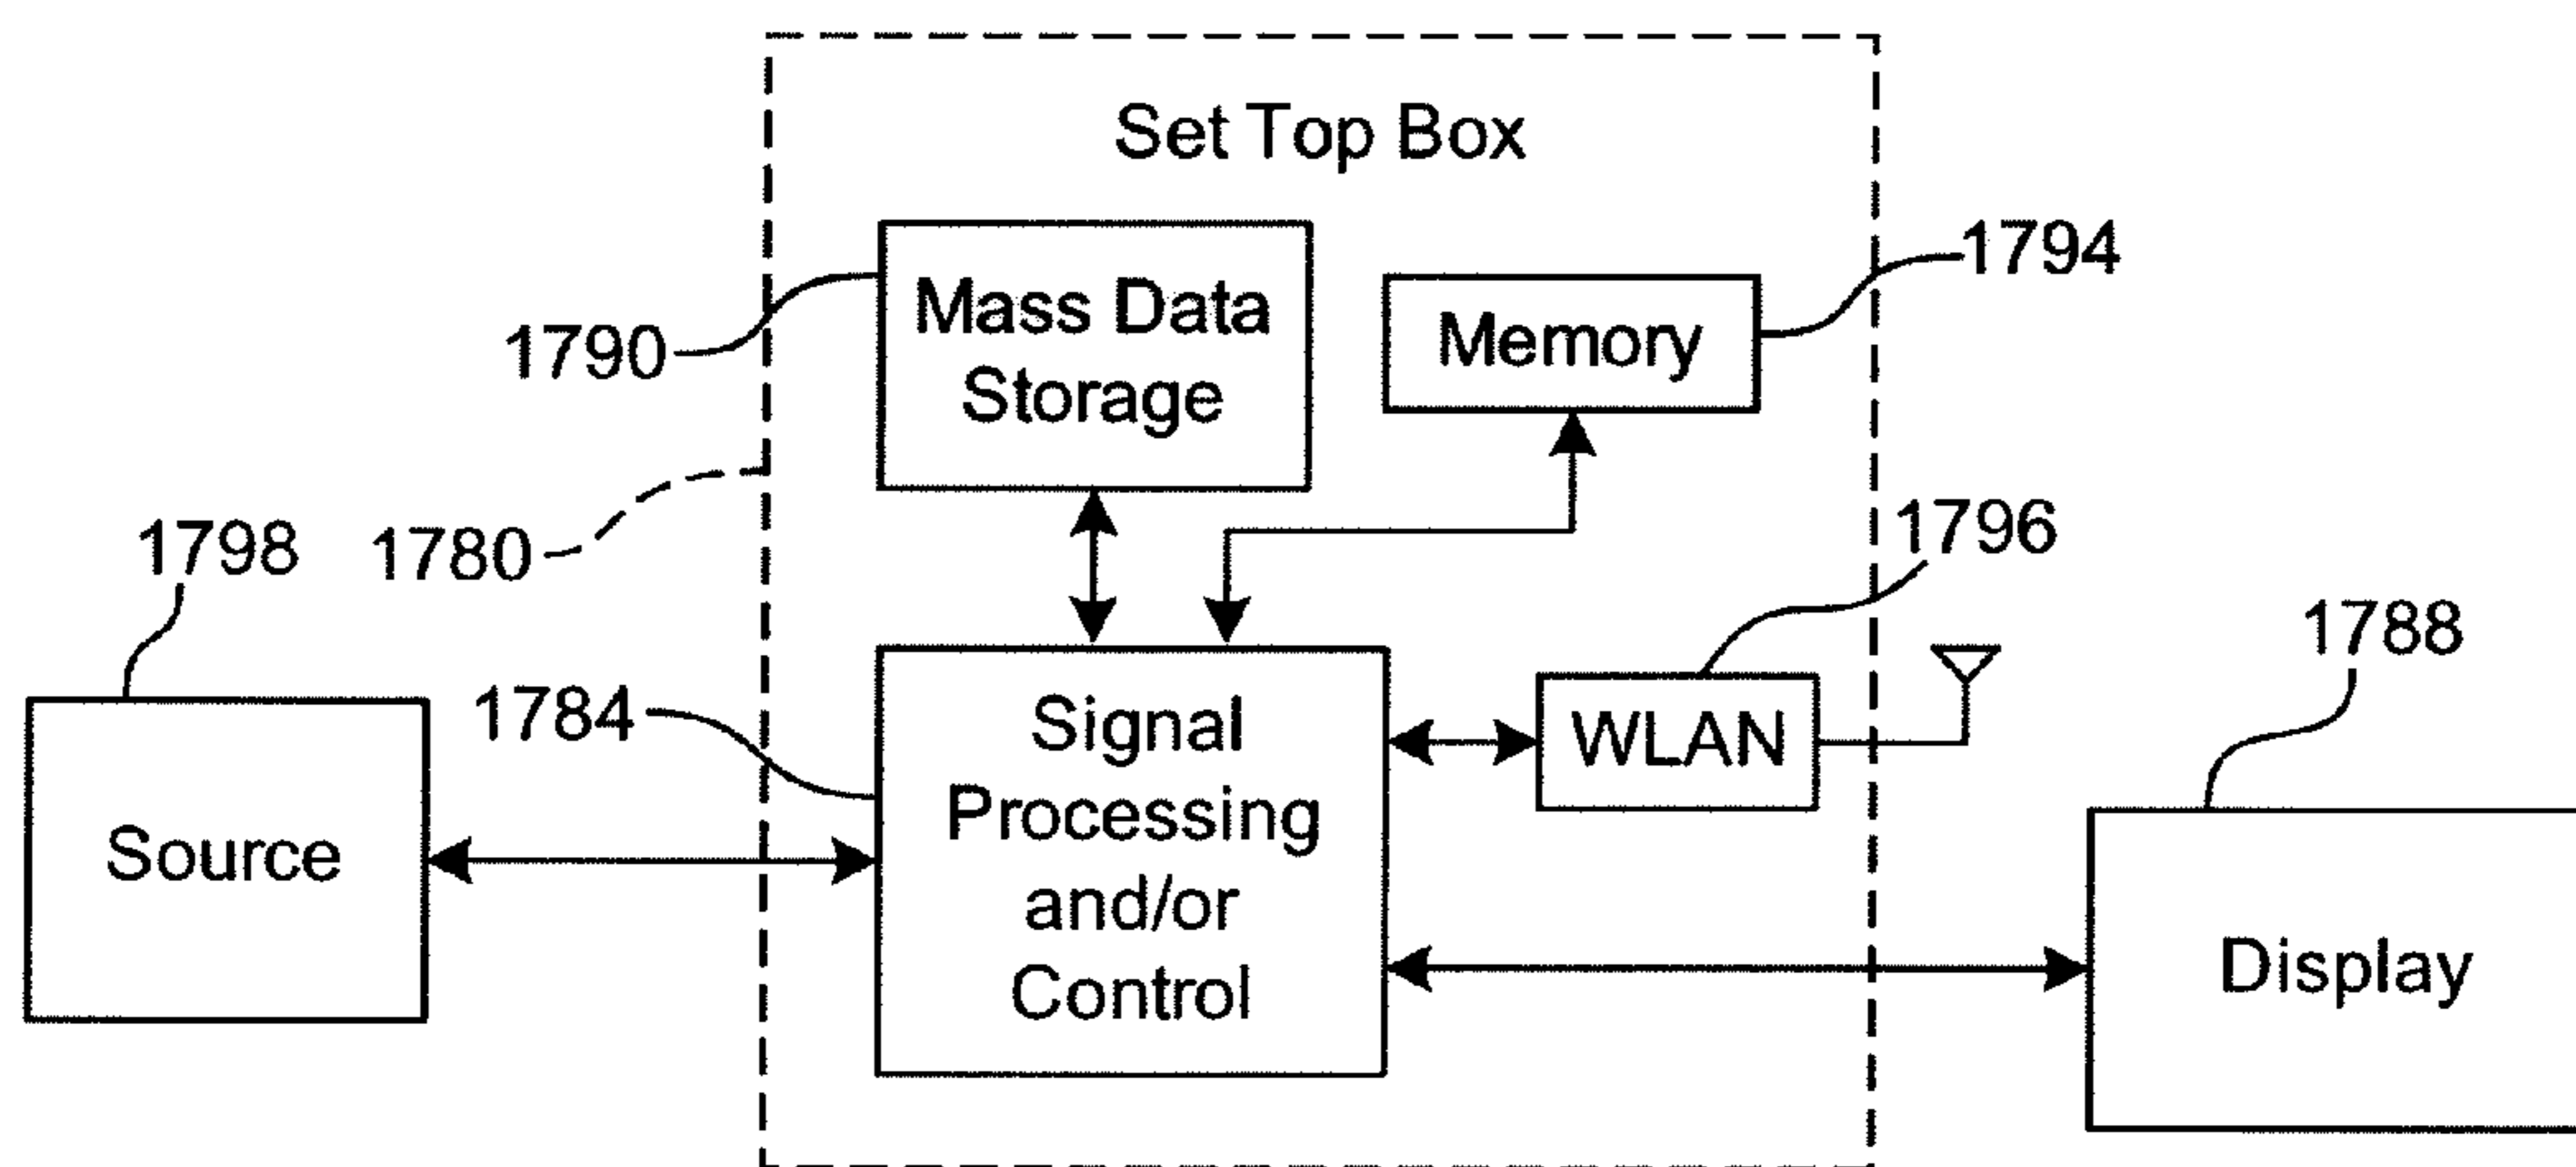 Set Top Box
1790
Mass Data
Storage
Memory
1794
1798
1780
1796
1788
1784
Source
Signal
Processing
and/or
Control
WLAN
Display